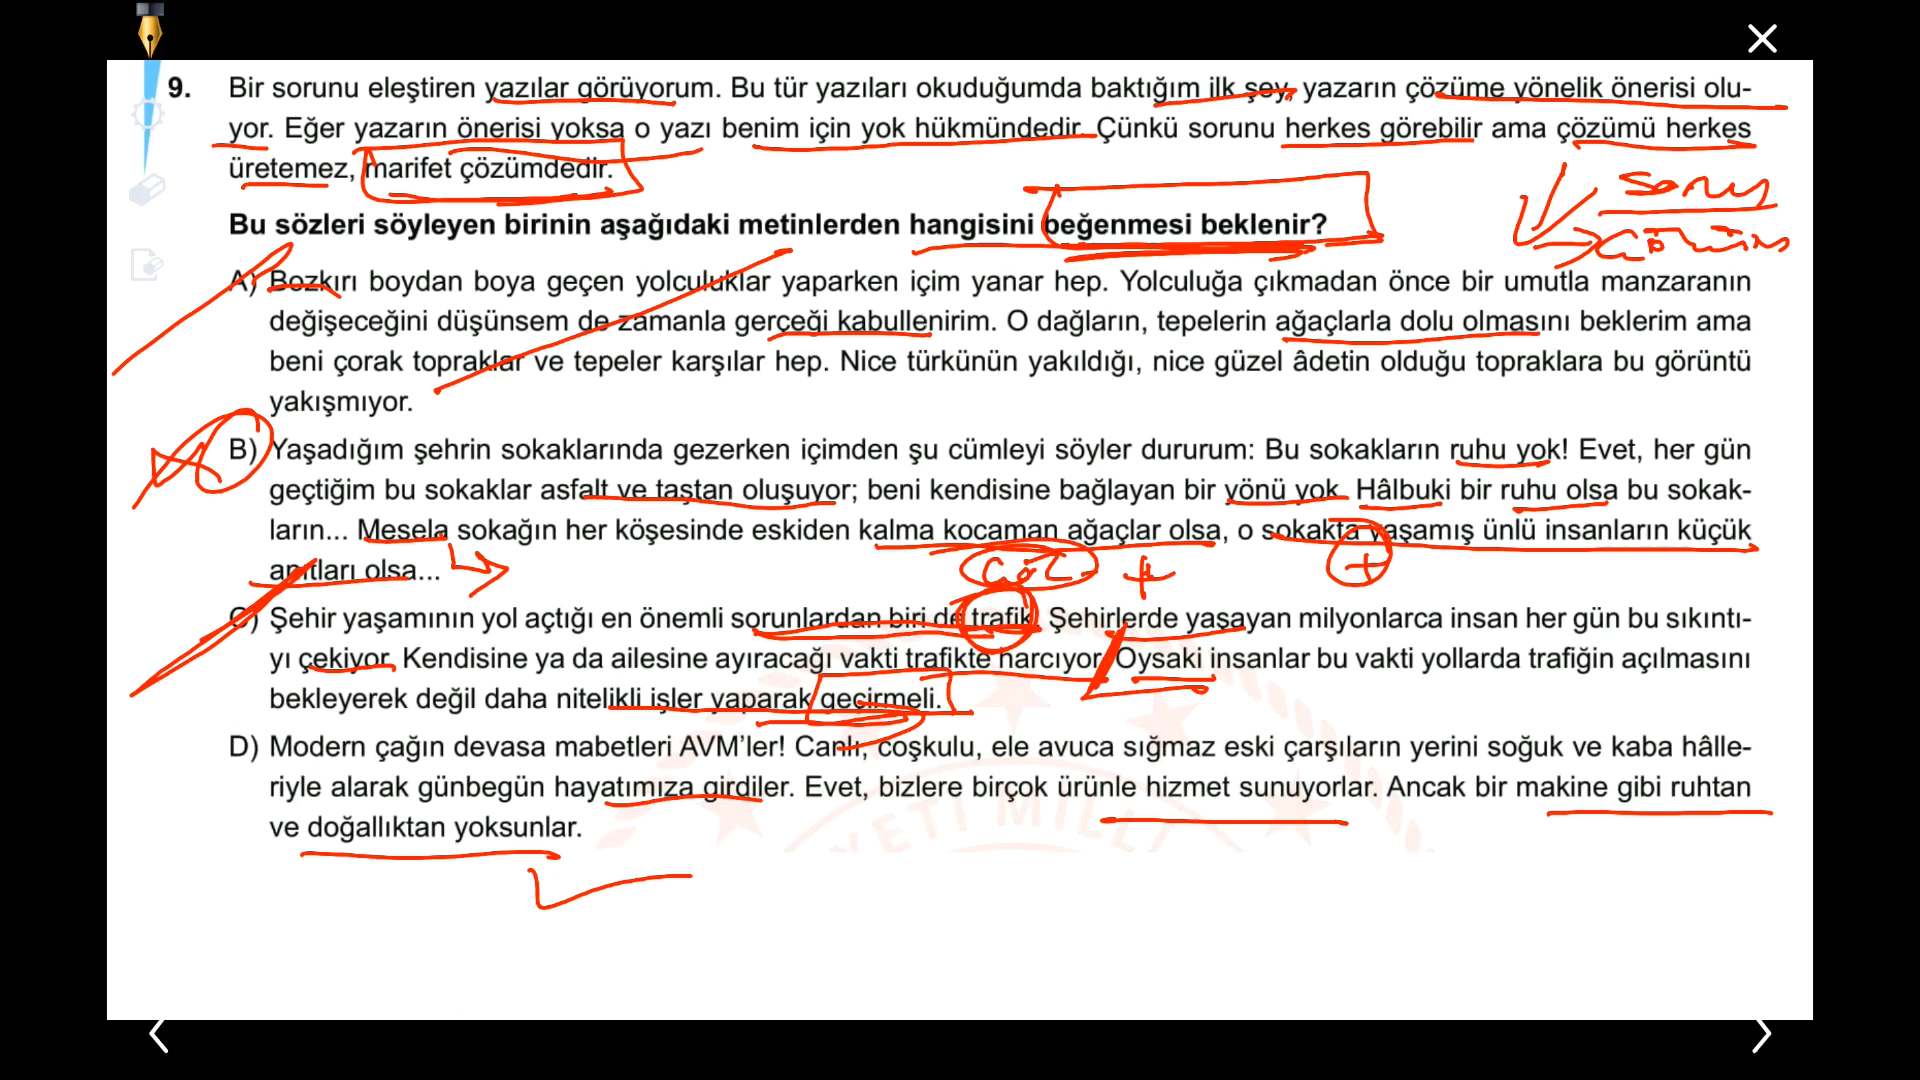 9. Bir sorunu eleştiren yazılar görüyorum. Bu tür yazıları okuduğumda baktığım ilk şey, yazarın çözüme yönelik önerisi olu-
yor. Eğer yazarın önerisi yoksa o yazı benim için yok hükmündedir. Çünkü sorunu herkes görebilir ama çözümü herkes
üretemez, marifet çözümdedir.
sorun
çözüm
Bu sözleri söyleyen birinin aşağıdaki metinlerden hangisini beğenmesi beklenir?
A) Bozkırı boydan boya geçen yolculuklar yaparken içim yanar hep. Yolculuğa çıkmadan önce bir umutla manzaranın
değişeceğini düşünsem de zamanla gerçeği kabullenirim. O dağların, tepelerin ağaçlarla dolu olmasını beklerim ama
beni çorak topraklar ve tepeler karşılar hep. Nice türkünün yakıldığı, nice güzel âdetin olduğu topraklara bu görüntü
yakışmıyor.
B) Yaşadığım şehrin sokaklarında gezerken içimden şu cümleyi söyler dururum: Bu sokakların ruhu yok! Evet, her gün
geçtiğim bu sokaklar asfalt ve taştan oluşuyor; beni kendisine bağlayan bir yönü yok. Hâlbuki bir ruhu olsa bu sokak-
ların... Mesela sokağın her köşesinde eskiden kalma kocaman ağaçlar olsa, o sokakta yaşamış ünlü insanların küçük
anıtları olsa...
çöz + +
C) Şehir yaşamının yol açtığı en önemli sorunlardan biri de trafik. Şehirlerde yaşayan milyonlarca insan her gün bu sıkıntı-
yı çekiyor. Kendisine ya da ailesine ayıracağı vakti trafikte harcıyor. Oysaki insanlar bu vakti yollarda trafiğin açılmasını
bekleyerek değil daha nitelikli işler yaparak geçirmeli.
D) Modern çağın devasa mabetleri AVM'ler! Canlı, coşkulu, ele avuca sığmaz eski çarşıların yerini soğuk ve kaba hâlle-
riyle alarak günbegün hayatımıza girdiler. Evet, bizlere birçok ürünle hizmet sunuyorlar. Ancak bir makine gibi ruhtan
ve doğallıktan yoksunlar.